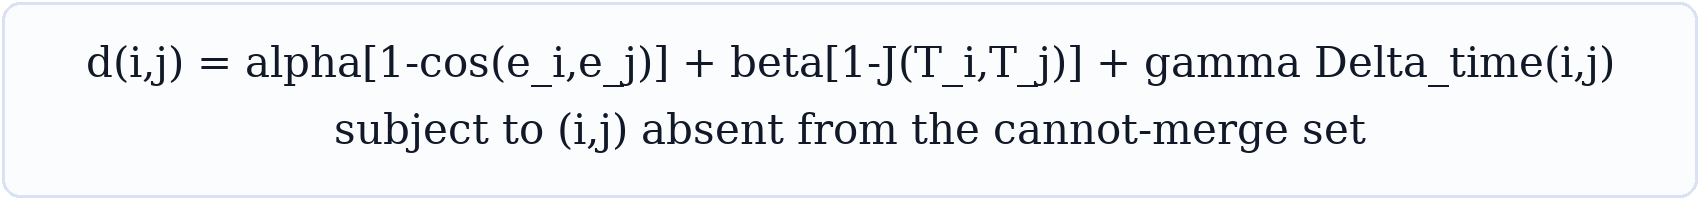 d(i,j) = alpha[1-cos(e_i,e_j)] + beta[1-J(T_i,T_j)] + gamma Delta_time(i,j)
subject to (i,j) absent from the cannot-merge set